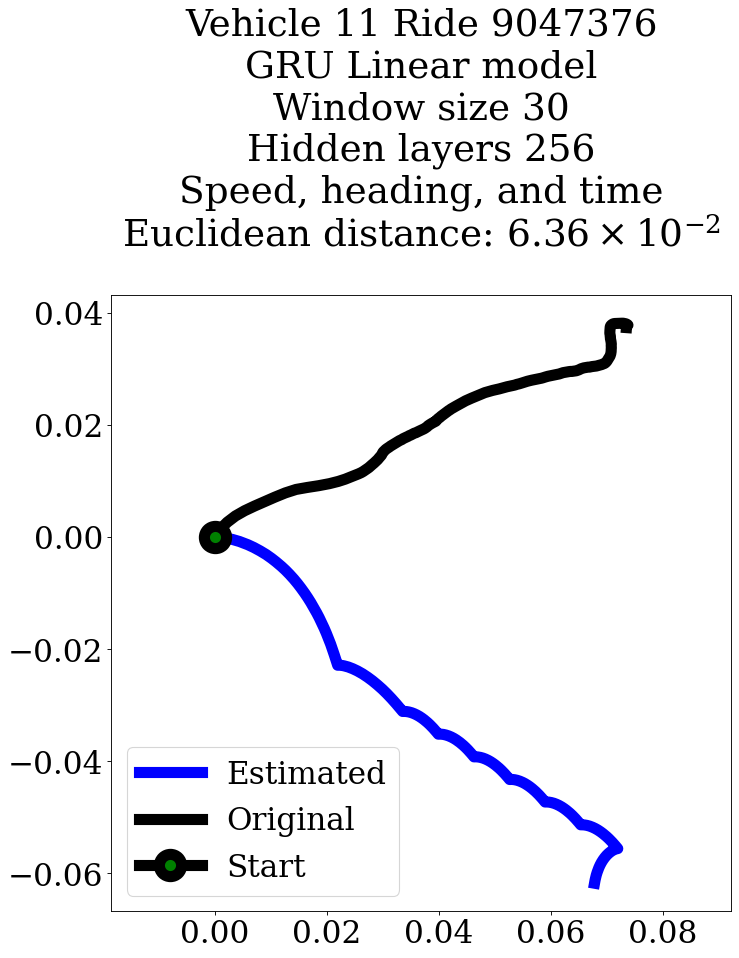 Vehicle 11 Ride 9047376
GRU Linear model
Window size 30
Hidden layers 256
Speed, heading, and time
Euclidean distance: 6.36 × 10⁻²
0.04
0.02
0.00
−0.02
−0.04
−0.06
Estimated
Original
Start
0.00 0.02 0.04 0.06 0.08